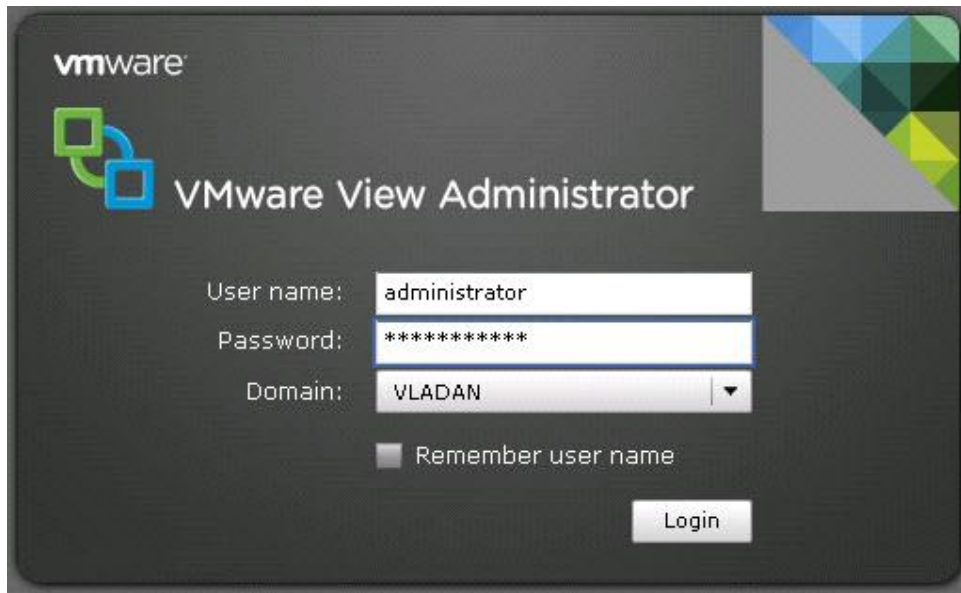 vmware
VMware View Administrator
User name: administrator
Password: ***********
Domain: VLADAN
Remember user name
Login